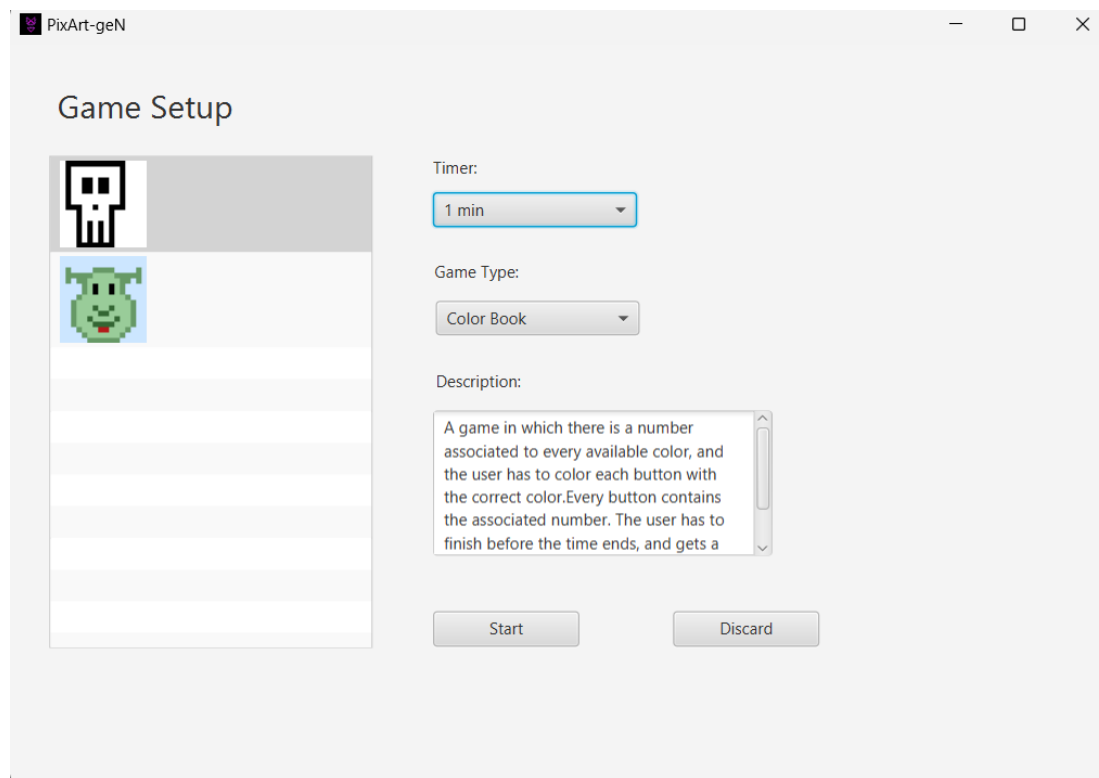 PixArt-geN
Game Setup
Timer:
1 min
Game Type:
Color Book
Description:
A game in which there is a number
associated to every available color, and
the user has to color each button with
the correct color.Every button contains
the associated number. The user has to
finish before the time ends, and gets a
Start
Discard